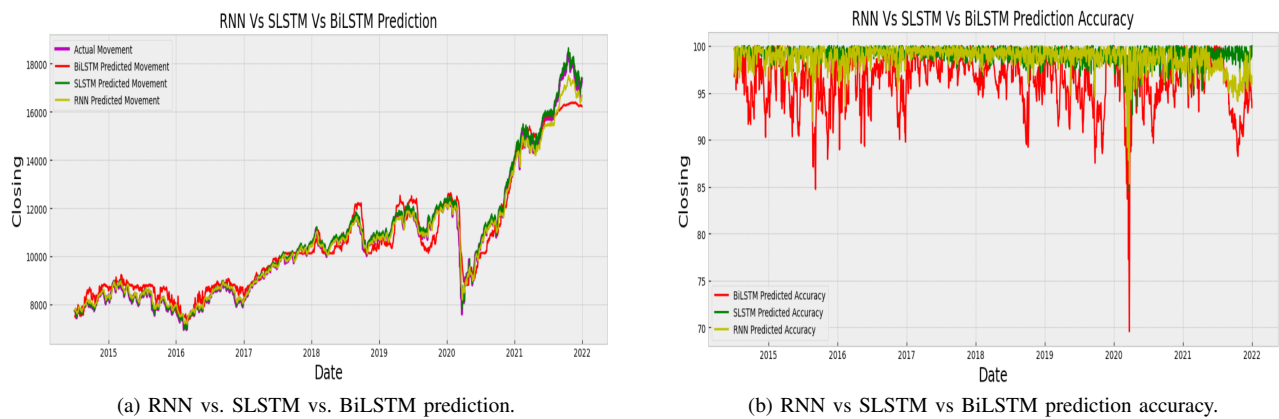 RNN Vs SLSTM Vs BiLSTM Prediction
Actual Movement
BiLSTM Predicted Movement
SLSTM Predicted Movement
RNN Predicted Movement
18000
16000
14000
12000
10000
8000
Closing
2015 2016 2017 2018 2019 2020 2021 2022
Date
(a) RNN vs. SLSTM vs. BiLSTM prediction.
RNN Vs SLSTM Vs BiLSTM Prediction Accuracy
100
95
90
85
80
75
70
Closing
BiLSTM Predicted Accuracy
SLSTM Predicted Accuracy
RNN Predicted Accuracy
2015 2016 2017 2018 2019 2020 2021 2022
Date
(b) RNN vs SLSTM vs BiLSTM prediction accuracy.